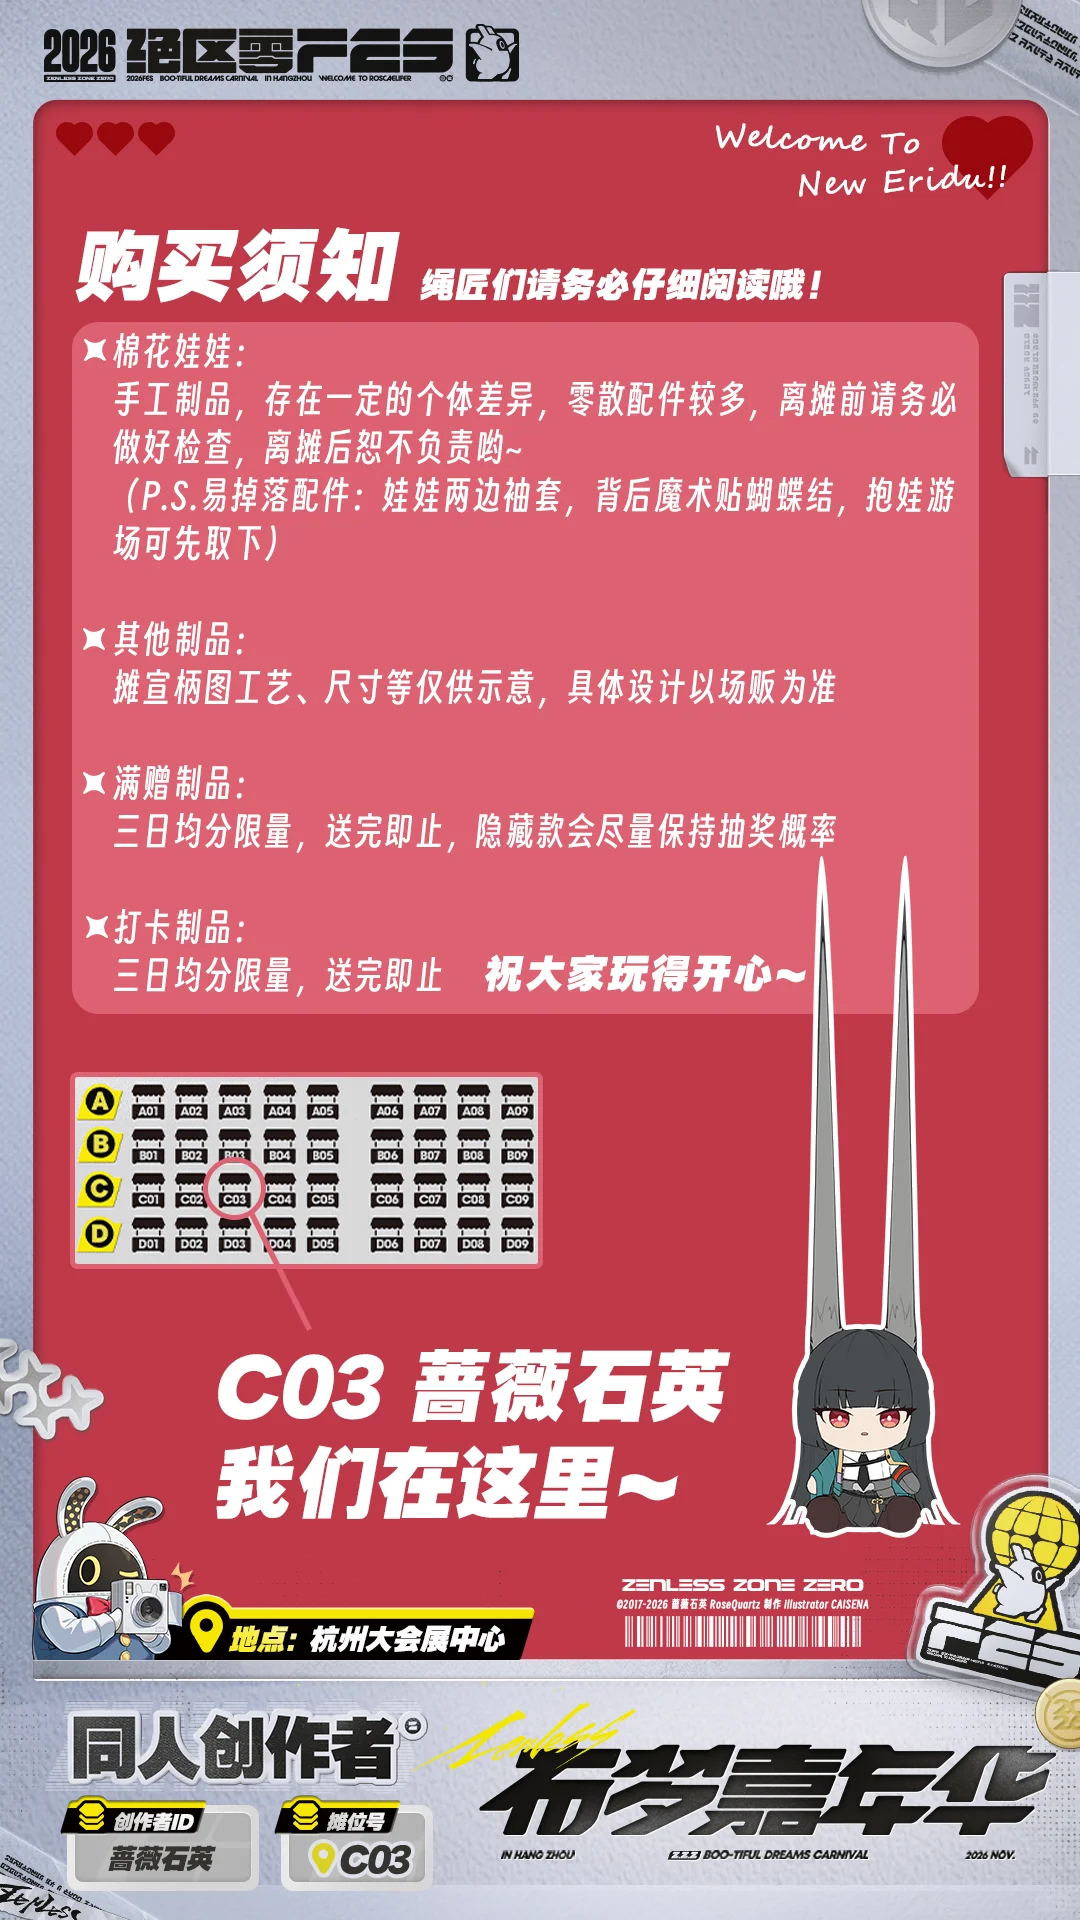 2026 绝区零FES
ZENLESS ZONE ZERO 2026FES BOO-TIFUL DREAMS CARNIVAL IN HANGZHOU WELCOME TO ROSCAELIFER
Welcome To
New Eridu!!
购买须知 绳匠们请务必仔细阅读哦！
棉花娃娃：
手工制品，存在一定的个体差异，零散配件较多，离摊前请务必
做好检查，离摊后恕不负责哟~
（P.S.易掉落配件：娃娃两边袖套，背后魔术贴蝴蝶结，抱娃游
场可先取下）
其他制品：
摊宣柄图工艺、尺寸等仅供示意，具体设计以场贩为准
满赠制品：
三日均分限量，送完即止，隐藏款会尽量保持抽奖概率
打卡制品：
三日均分限量，送完即止 祝大家玩得开心~
A A01 A02 A03 A04 A05 A06 A07 A08 A09
B B01 B02 B03 B04 B05 B06 B07 B08 B09
C C01 C02 C03 C04 C05 C06 C07 C08 C09
D D01 D02 D03 D04 D05 D06 D07 D08 D09
C03 蔷薇石英
我们在这里~
ZENLESS ZONE ZERO
©2017-2026 蔷薇石英 RoseQuartz 制作 Illustrator CAISENA
地点：杭州大会展中心
FES
同人创作者
Zenless
布梦嘉年华
创作者ID
蔷薇石英
摊位号
C03
IN HANG ZHOU
ZZZ BOO-TIFUL DREAMS CARNIVAL
2026 NOV.